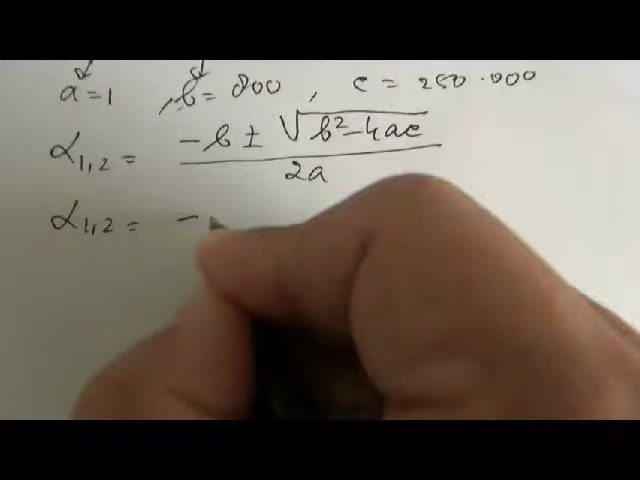 a = 1 , b = 800 , c = 250.000
α1,2 = -b ± √b² - 4ac / 2a
α1,2 = -